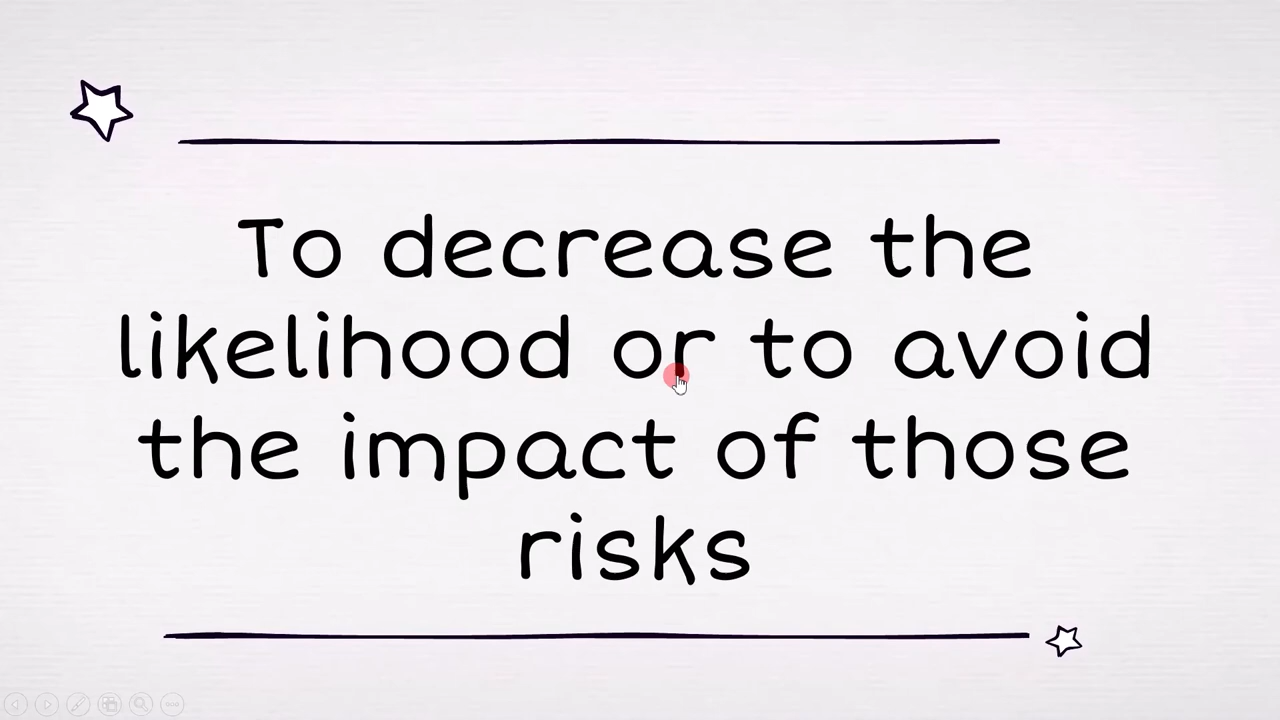 To decrease the
likelihood or to avoid
the impact of those
risks